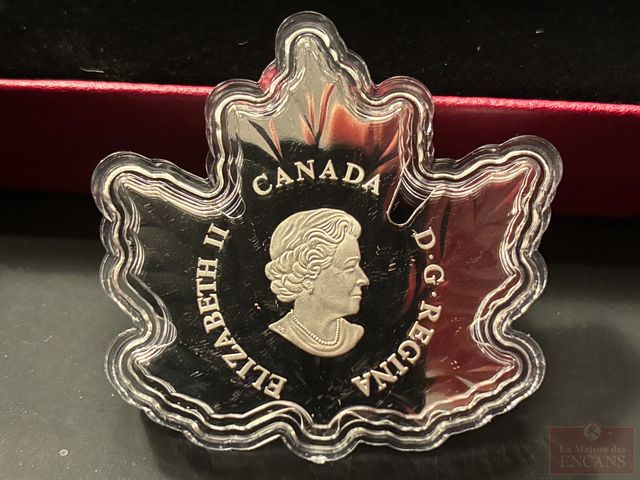 CANADA
ELIZABETH II
D·G·REGINA
La Maison des
ENCANS